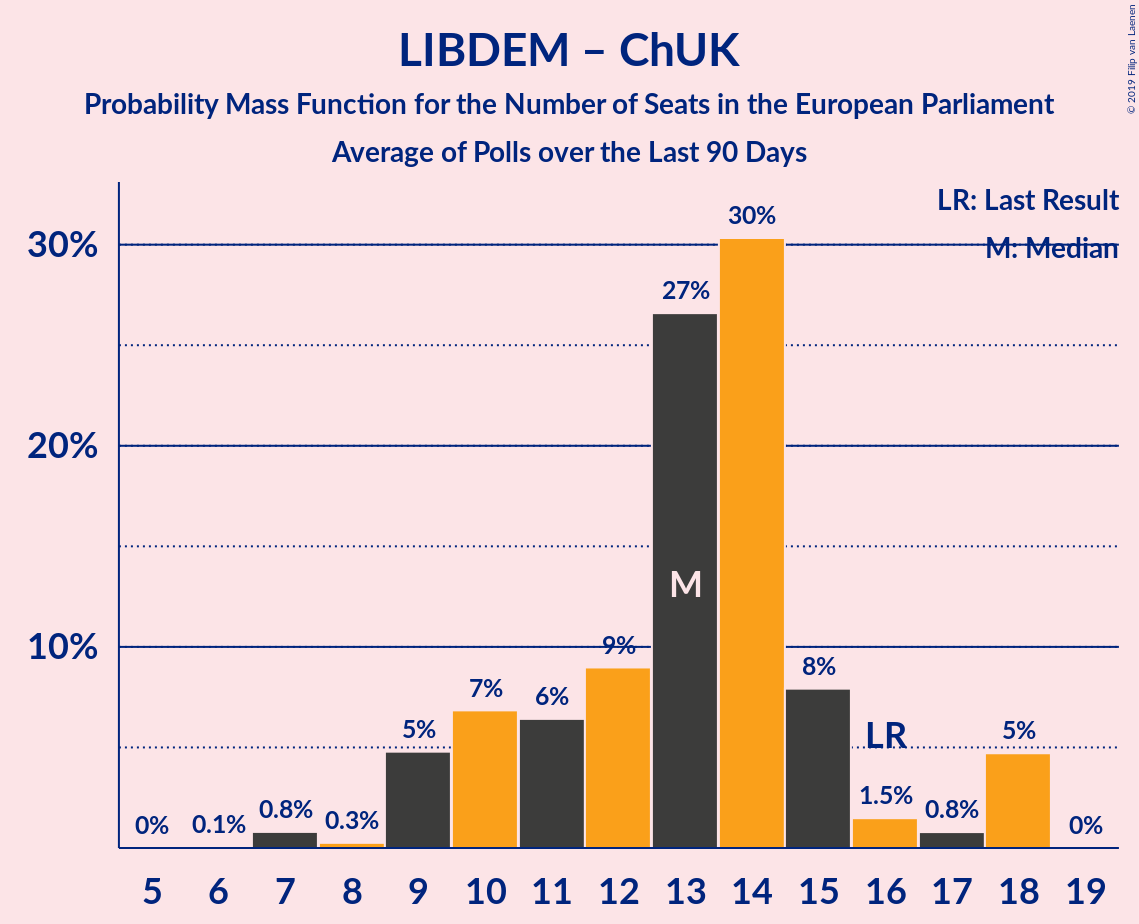 LIBDEM – ChUK
Probability Mass Function for the Number of Seats in the European Parliament
Average of Polls over the Last 90 Days
© 2019 Filip van Laenen
LR: Last Result
M: Median
30%
20%
10%
0%
0.1%
0.8%
0.3%
5%
7%
6%
9%
27%
30%
8%
1.5%
0.8%
5%
0%
M
LR
5 6 7 8 9 10 11 12 13 14 15 16 17 18 19